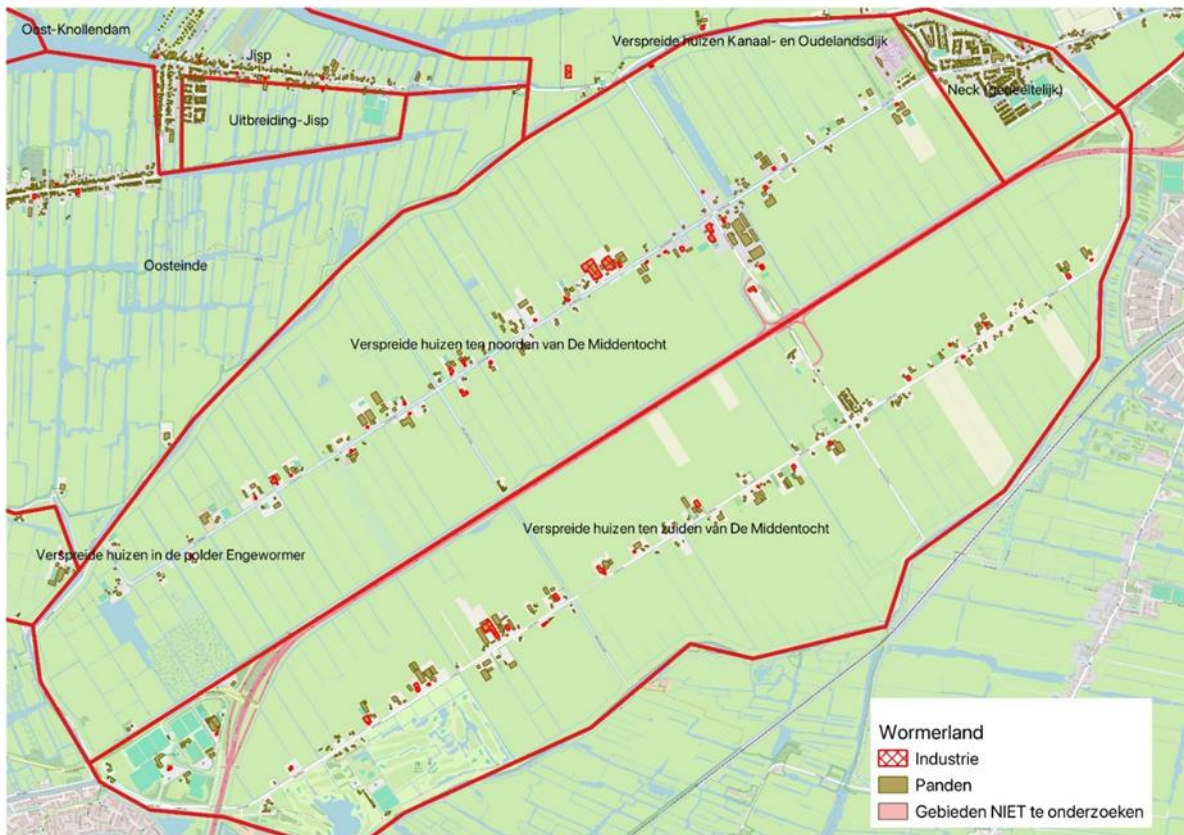 Oost-Knollendam
Jisp
Verspreide huizen Kanaal- en Oudelandsdijk
Neck (gedeeltelijk)
Uitbreiding-Jisp
Oosteinde
Verspreide huizen ten noorden van De Middentocht
Verspreide huizen ten zuiden van De Middentocht
Verspreide huizen in de polder Engewormer
Wormerland
Industrie
Panden
Gebieden NIET te onderzoeken